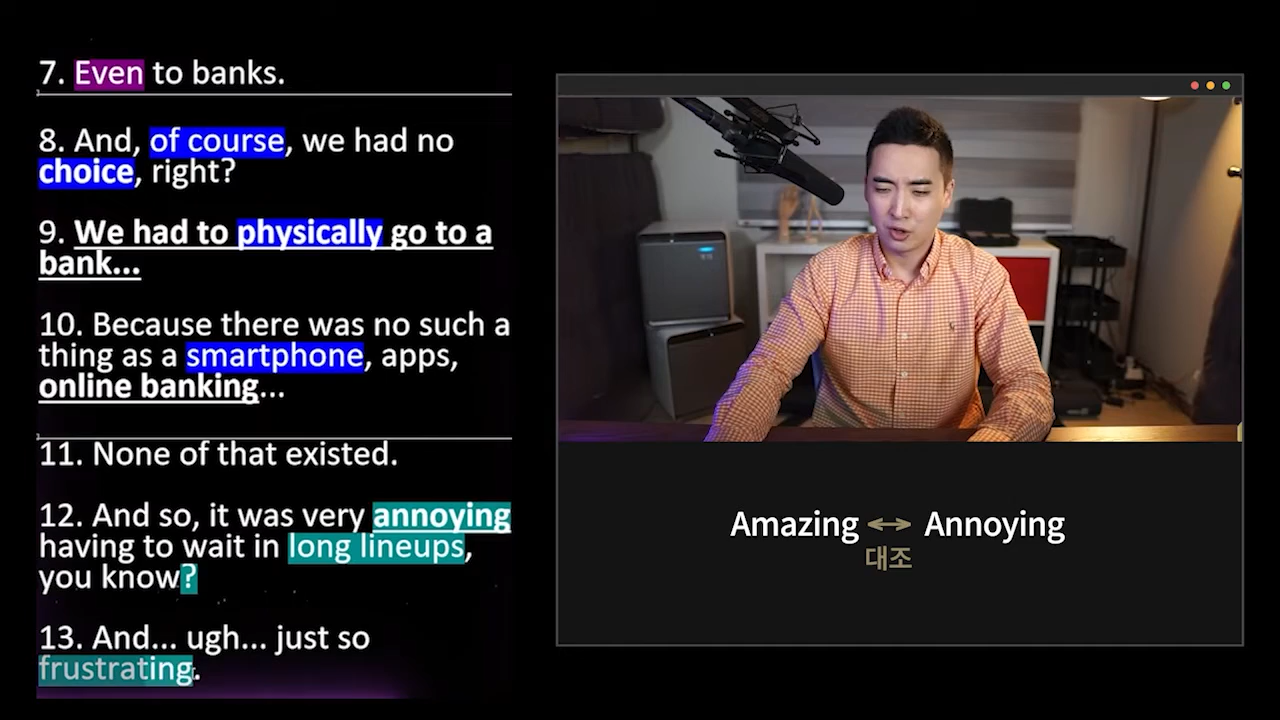 7. Even to banks.
8. And, of course, we had no
choice, right?
9. We had to physically go to a
bank...
10. Because there was no such a
thing as a smartphone, apps,
online banking...
11. None of that existed.
12. And so, it was very annoying
having to wait in long lineups,
you know?
13. And... ugh... just so
frustrating.
Amazing ↔ Annoying
대조